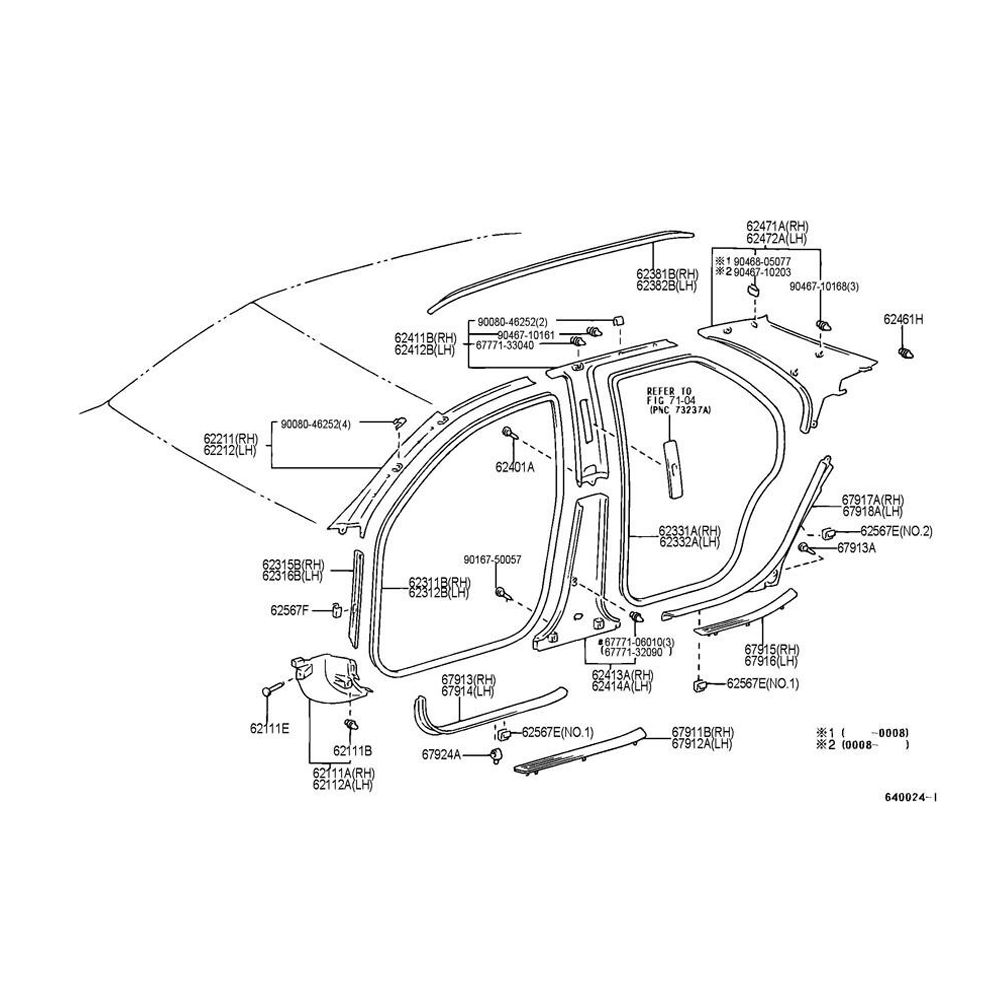 62471A(RH)
62472A(LH)
※1 90468-05077
※2 90467-10203
90467-10168(3)
62381B(RH)
62382B(LH)
62461H
90080-46252(2)
90467-10161
67771-33040
62411B(RH)
62412B(LH)
REFER TO
FIG 71-04
(PNC 73237A)
90080-46252(4)
62211(RH)
62212(LH)
62401A
67917A(RH)
67918A(LH)
62567E(NO.2)
67913A
62331A(RH)
62332A(LH)
62315B(RH)
62316B(LH)
90167-50057
62311B(RH)
62312B(LH)
62567F
67771-06010(3)
(67771-32090 )
67915(RH)
67916(LH)
62413A(RH)
62414A(LH)
67913(RH)
67914(LH)
62567E(NO.1)
62111E
62111B
62567E(NO.1)
67911B(RH)
67912A(LH)
67924A
62111A(RH)
62112A(LH)
※1 ( -0008)
※2 (0008- )
640024-I